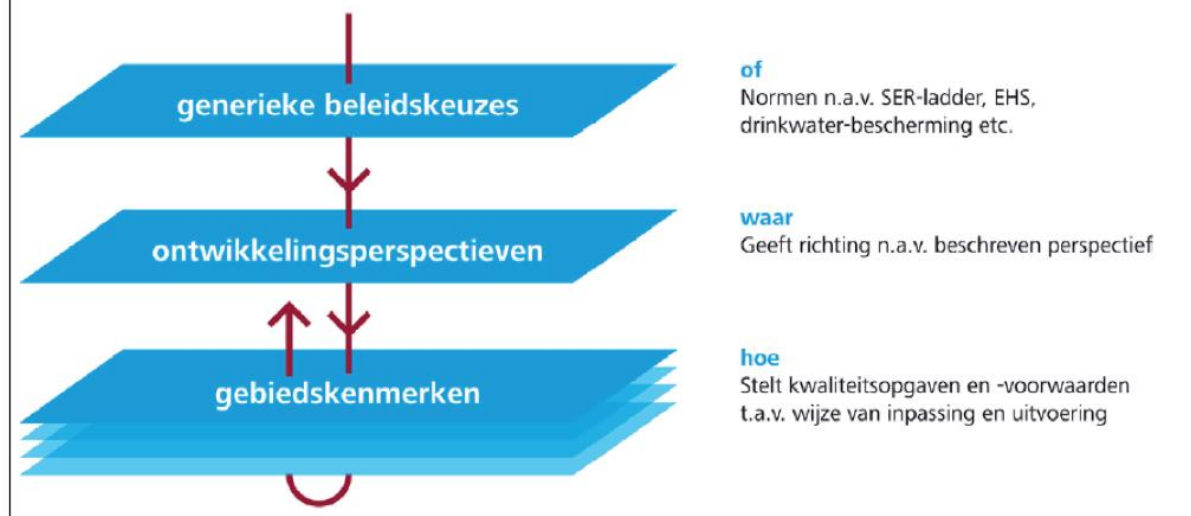 generieke beleidskeuzes
of
Normen n.a.v. SER-ladder, EHS,
drinkwater-bescherming etc.
ontwikkelingsperspectieven
waar
Geeft richting n.a.v. beschreven perspectief
gebiedskenmerken
hoe
Stelt kwaliteitsopgaven en -voorwaarden
t.a.v. wijze van inpassing en uitvoering